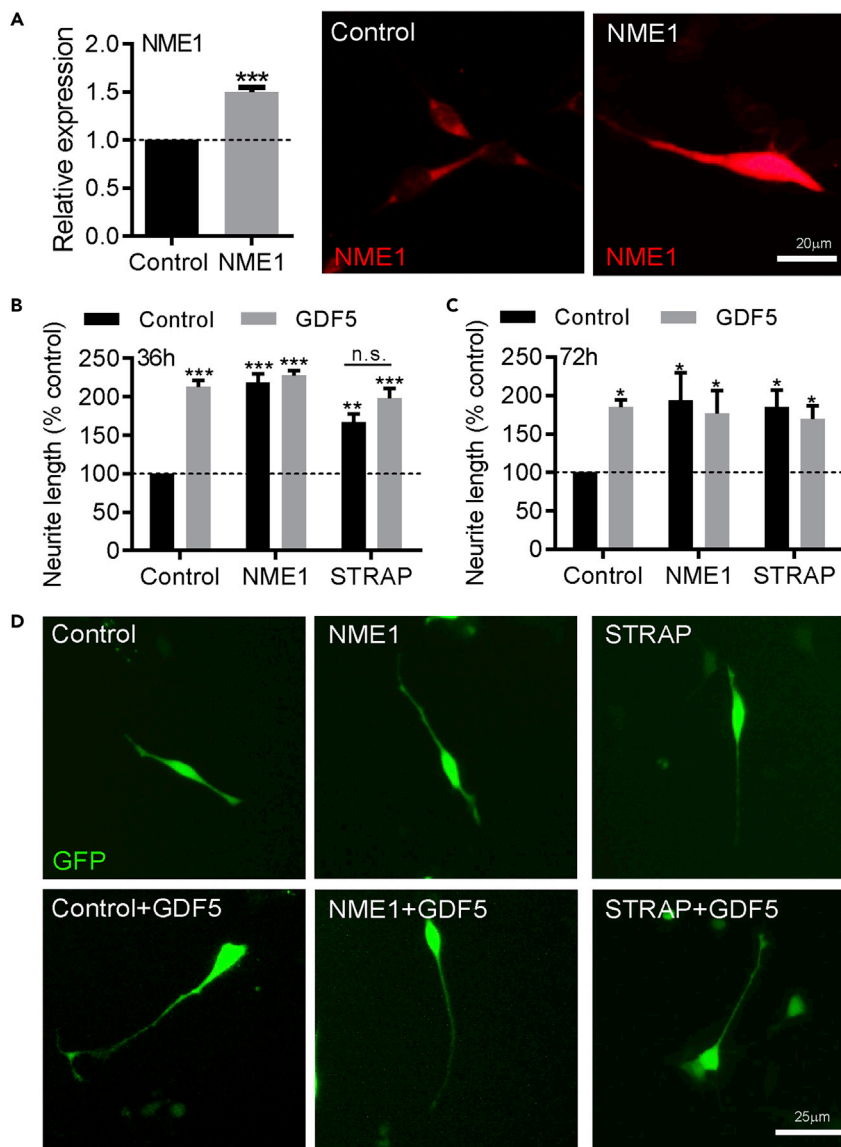 A
NME1
Relative expression
2.0
1.5
1.0
0.5
0.0
***
Control NME1
Control
NME1
NME1
NME1
20µm
B
Control GDF5
Neurite length (% control)
36h
250
200
150
100
50
0
***
*** ***
n.s.
** ***
Control NME1 STRAP
C
Control GDF5
Neurite length (% control)
72h
250
200
150
100
50
0
*
* *
* *
Control NME1 STRAP
D
Control
GFP
NME1
STRAP
Control+GDF5
NME1+GDF5
STRAP+GDF5
25µm